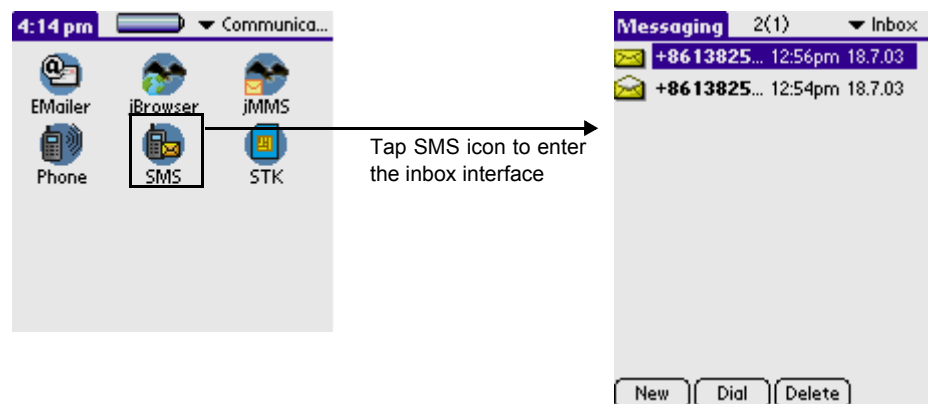 4:14 pm Communica...
EMailer jBrowser jMMS
Phone SMS STK
Tap SMS icon to enter
the inbox interface
Messaging 2(1) Inbox
+8613825... 12:56pm 18.7.03
+8613825... 12:54pm 18.7.03
New Dial Delete